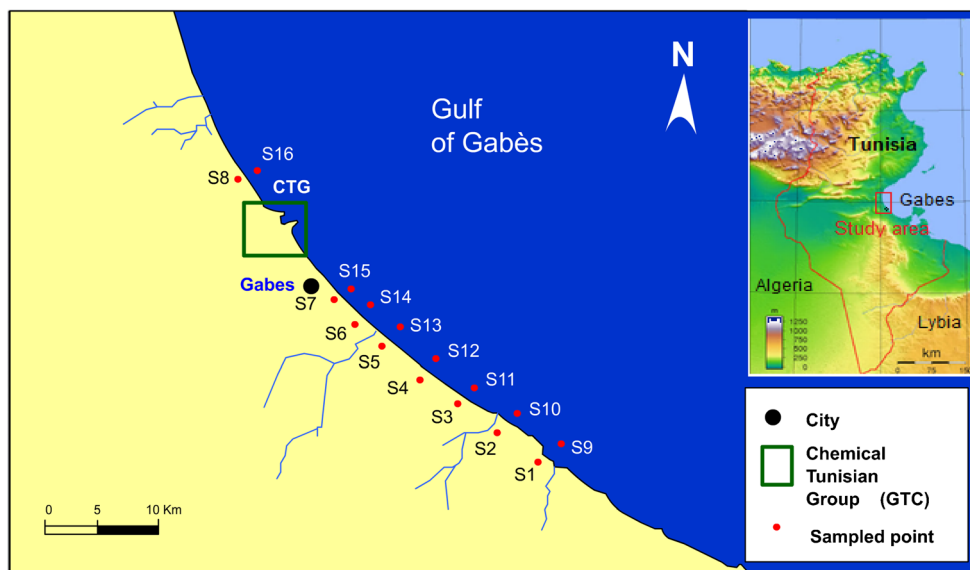 N
Gulf
of Gabès
S16
S8
CTG
Gabes
S7
S15
S14
S6
S13
S5
S12
S4
S11
S3
S10
S2
S9
S1
0 5 10 Km
Tunisia
Gabes
Study area
Algeria
Lybia
m
1250
1000
750
500
250
0
km
0 75 150
City
Chemical
Tunisian
Group (GTC)
Sampled point